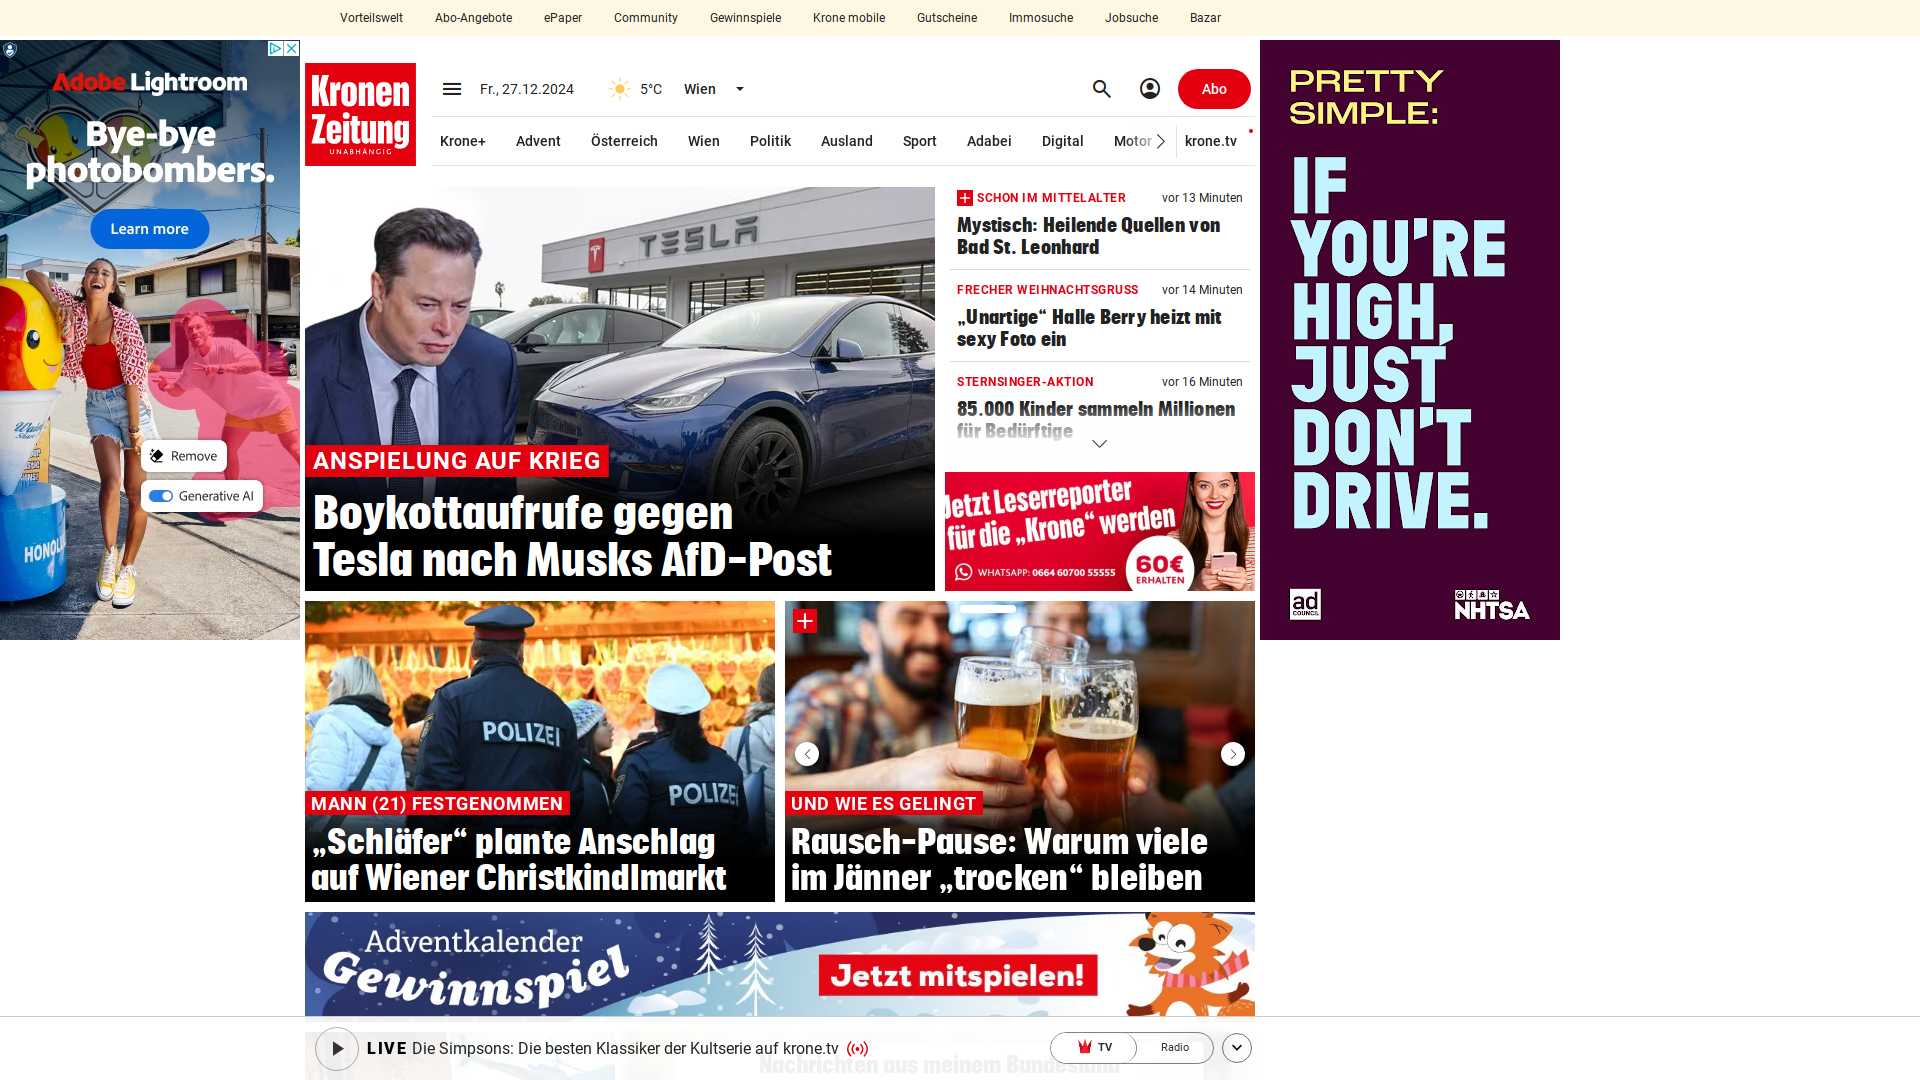 Vorteilswelt
Abo-Angebote
ePaper
Community
Gewinnspiele
Krone mobile
Gutscheine
Immosuche
Jobsuche
Bazar
Adobe Lightroom
Bye-bye
photobombers.
Learn more
Remove
Generative AI
Kronen
Zeitung
UNABHÄNGIG
Fr., 27.12.2024
5°C
Wien
Abo
Krone+
Advent
Österreich
Wien
Politik
Ausland
Sport
Adabei
Digital
Motor
krone.tv
TESLA
ANSPIELUNG AUF KRIEG
Boykottaufrufe gegen
Tesla nach Musks AfD-Post
SCHON IM MITTELALTER
vor 13 Minuten
Mystisch: Heilende Quellen von
Bad St. Leonhard
FRECHER WEIHNACHTSGRUSS
vor 14 Minuten
„Unartige“ Halle Berry heizt mit
sexy Foto ein
STERNSINGER-AKTION
vor 16 Minuten
85.000 Kinder sammeln Millionen
für Bedürftige
Jetzt Leserreporter
für die „Krone“ werden
WHATSAPP: 0664 60700 55555
60€
ERHALTEN
PRETTY
SIMPLE:
IF
YOU'RE
HIGH,
JUST
DON'T
DRIVE.
ad
COUNCIL
NHTSA
POLIZEI
POLIZEI
MANN (21) FESTGENOMMEN
„Schläfer“ plante Anschlag
auf Wiener Christkindlmarkt
UND WIE ES GELINGT
Rausch-Pause: Warum viele
im Jänner „trocken“ bleiben
Adventkalender
Gewinnspiel
Jetzt mitspielen!
LIVE Die Simpsons: Die besten Klassiker der Kultserie auf krone.tv
TV
Radio
Nachrichten aus meinem Bundesland